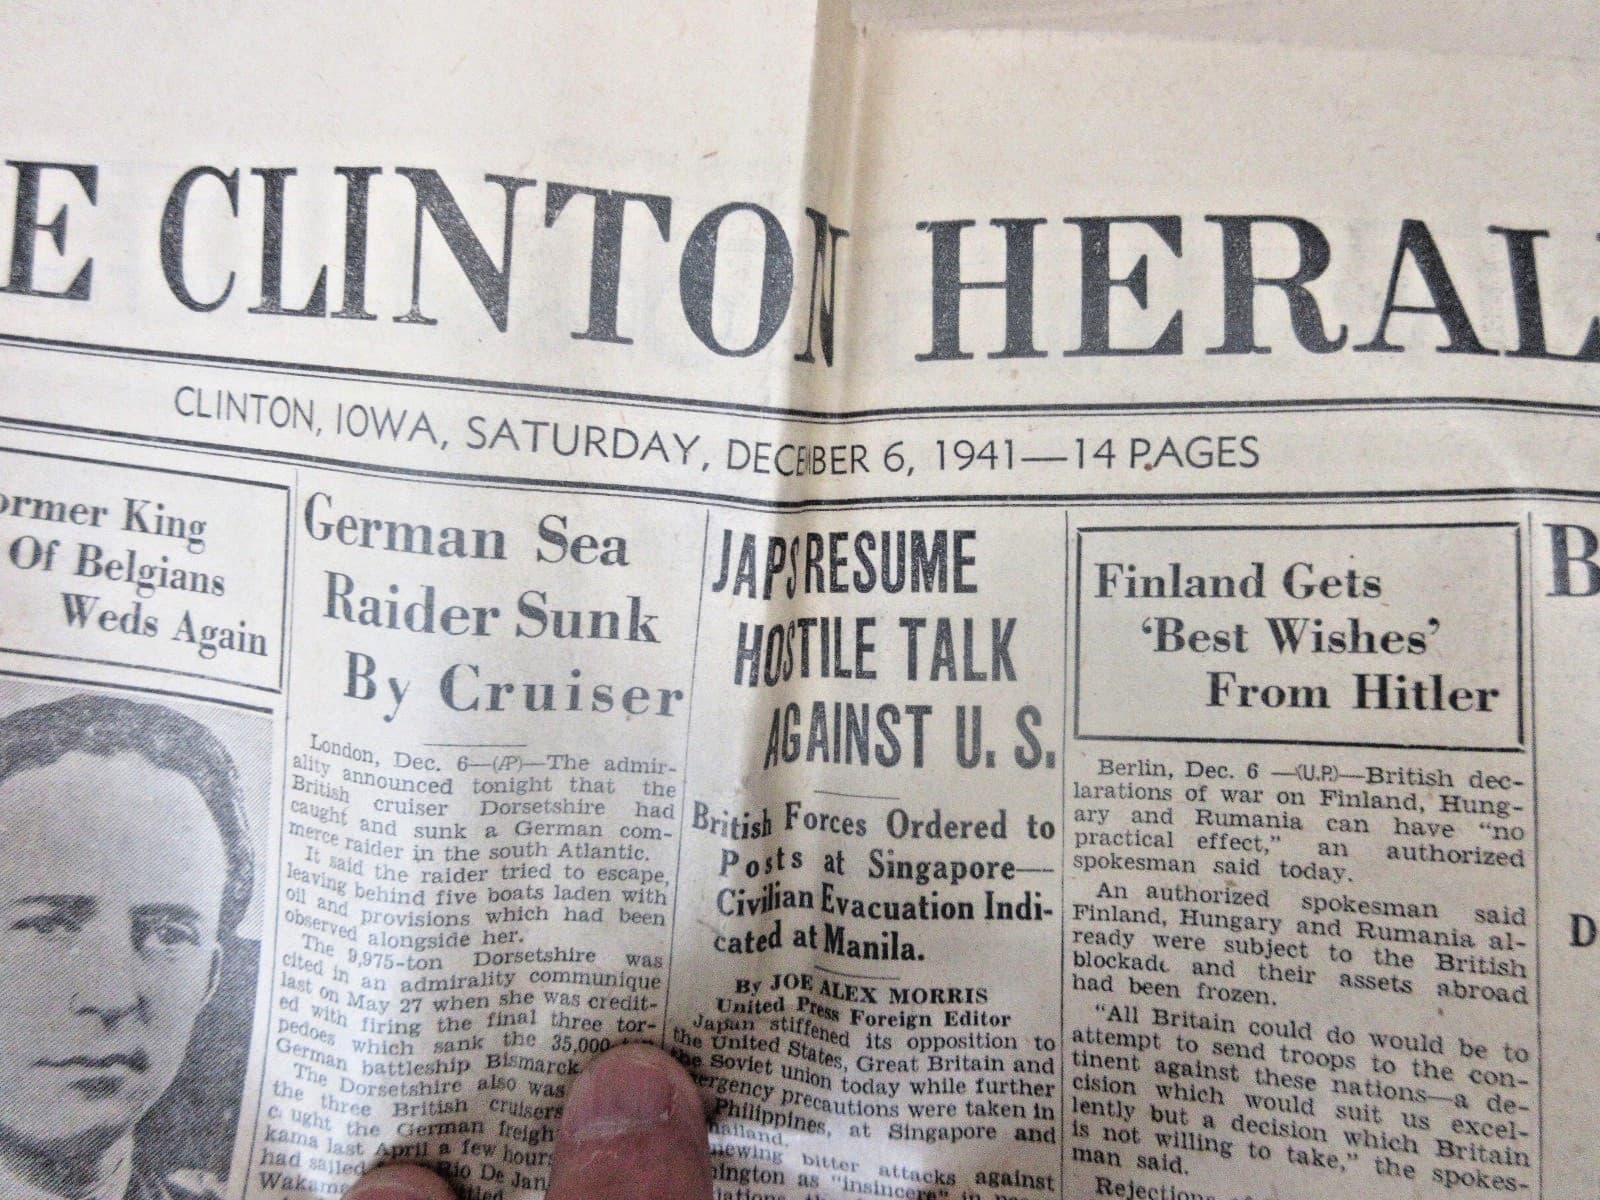 E CLINTON HERAL
CLINTON, IOWA, SATURDAY, DECEMBER 6, 1941—14 PAGES
ormer King
Of Belgians
Weds Again
German Sea
Raider Sunk
By Cruiser
London, Dec. 6—(AP)—The admir-
ality announced tonight that the
British cruiser Dorsetshire had
caught and sunk a German com-
merce raider in the south Atlantic.
It said the raider tried to escape,
leaving behind five boats laden with
oil and provisions which had been
observed alongside her.
The 9,975-ton Dorsetshire was
cited in an admirality communique
last on May 27 when she was credit-
ed with firing the final three tor-
pedoes which sank the 35,000
German battleship Bismarck
The Dorsetshire also was
the three British cruisers
caught the German freigh
kama last April a few hours
had sailed Rio De Jan
Wakama
JAPS RESUME
HOSTILE TALK
AGAINST U. S.
British Forces Ordered to
Posts at Singapore—
Civilian Evacuation Indi-
cated at Manila.
By JOE ALEX MORRIS
United Press Foreign Editor
Japan stiffened its opposition to
the United States, Great Britain and
the Soviet union today while further
ergency precautions were taken in
Philippines, at Singapore and
hailand.
newing bitter attacks against
ington as "insincere" in
Finland Gets
'Best Wishes'
From Hitler
Berlin, Dec. 6 —(U.P.)—British dec-
larations of war on Finland, Hung-
ary and Rumania can have "no
practical effect," an authorized
spokesman said today.
An authorized spokesman said
Finland, Hungary and Rumania al-
ready were subject to the British
blockade and their assets abroad
had been frozen.
"All Britain could do would be to
attempt to send troops to the con-
tinent against these nations—a de-
cision which would suit us excel-
lently but a decision which Britain
is not willing to take," the spokes-
man said.
Rejection
B
D